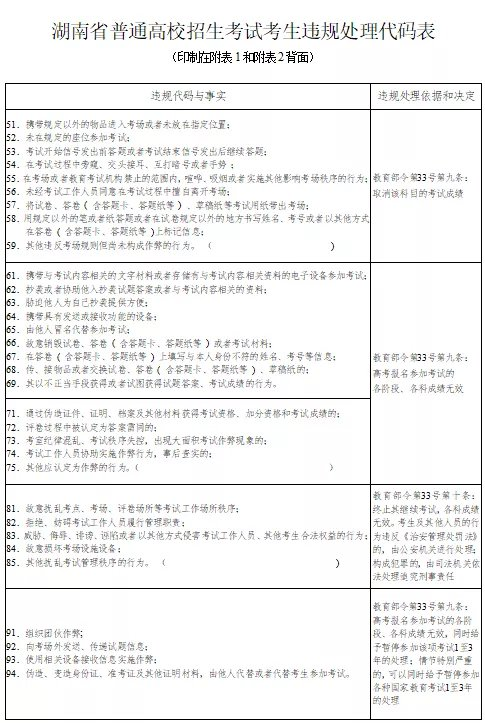 湖南省普通高校招生考试考生违规处理代码表
（印制在附表1和附表2背面）
违规代码与事实
违规处理依据和决定
51．携带规定以外的物品进入考场或者未放在指定位置；
52．未在规定的座位参加考试；
53．考试开始信号发出前答题或者考试结束信号发出后继续答题；
54．在考试过程中旁窥、交头接耳、互打暗号或者手势；
55．在考场或者教育考试机构禁止的范围内，喧哗、吸烟或者实施其他影响考场秩序的行为；
56．未经考试工作人员同意在考试过程中擅自离开考场；
57．将试卷、答卷（含答题卡、答题纸等）、草稿纸等考试用纸带出考场；
58．用规定以外的笔或者纸答题或者在试卷规定以外的地方书写姓名、考号或者以其他方式
在答卷（含答题卡、答题纸等)上标记信息；
59．其他违反考场规则但尚未构成作弊的行为。（ ）
教育部令第33号第九条：
取消该科目的考试成绩
61．携带与考试内容相关的文字材料或者存储有与考试内容相关资料的电子设备参加考试；
62．抄袭或者协助他人抄袭试题答案或者与考试内容相关的资料；
63．胁迫他人为自己抄袭提供方便；
64．携带具有发送或者接收功能的设备；
65．由他人冒名代替参加考试；
66．故意销毁试卷、答卷（含答题卡、答题纸等）或者考试材料；
67．在答卷（含答题卡、答题纸等）上填写与本人身份不符的姓名、考号等信息；
68．传、接物品或者交换试卷、答卷（含答题卡、答题纸等）、草稿纸的；
69．其以不正当手段获得或者试图获得试题答案、考试成绩的行为。
71．通过伪造证件、证明、档案及其他材料获得考试资格、加分资格和考试成绩的；
72．评卷过程中被认定为答案雷同的；
73．考室纪律混乱、考试秩序失控，出现大面积考试作弊现象的；
74．考试工作人员协助实施作弊行为，事后查实的；
75．其他应认定为作弊的行为。（ ）
教育部令第33号第九条：
高考报名参加考试的
各阶段、各科成绩无效
81．故意扰乱考点、考场、评卷场所等考试工作场所秩序；
82．拒绝、妨碍考试工作人员履行管理职责；
83．威胁、侮辱、诽谤、诬陷或者以其他方式侵害考试工作人员、其他考生合法权益的行为；
84．故意损坏考场设施设备；
85．其他扰乱考试管理秩序的行为。（ ）
教育部令第33号第十条：
终止其继续考试，各科成绩
无效。考生及其他人员的行
为违反《治安管理处罚法》
的，由公安机关进行处理；
构成犯罪的，由司法机关依
法处理追究刑事责任
91．组织团伙作弊；
92．向考场外发送、传递试题信息；
93．使用相关设备接收信息实施作弊；
94．伪造、变造身份证、准考证及其他证明材料，由他人代替或者代替考生参加考试。
教育部令第33号第九条：
高考报名参加考试的各阶
段、各科成绩无效，同时给
予暂停参加该项考试1至3
年的处理；情节特别严重
的，可以同时给予暂停参加
各种国家教育考试1至3年
的处理